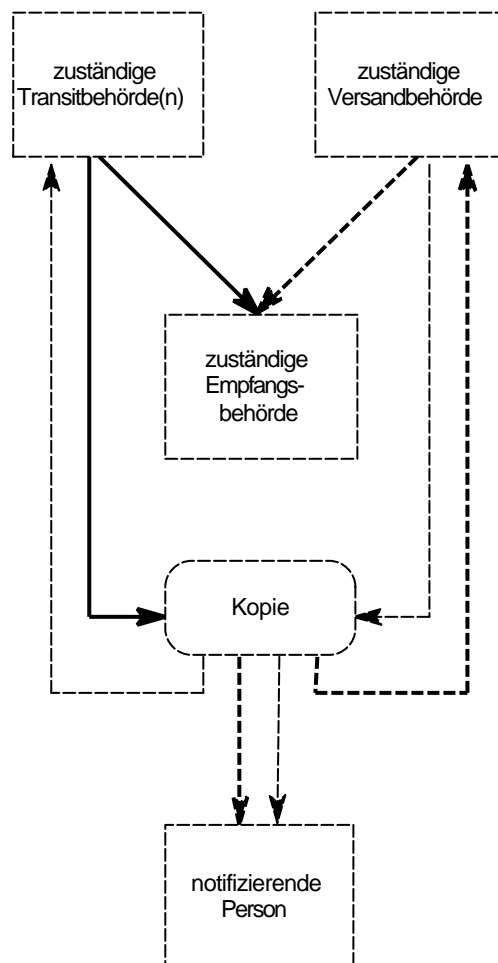 zuständige
Transitbehörde(n)
zuständige
Versandbehörde
zuständige
Empfangs-
behörde
Kopie
notifizierende
Person